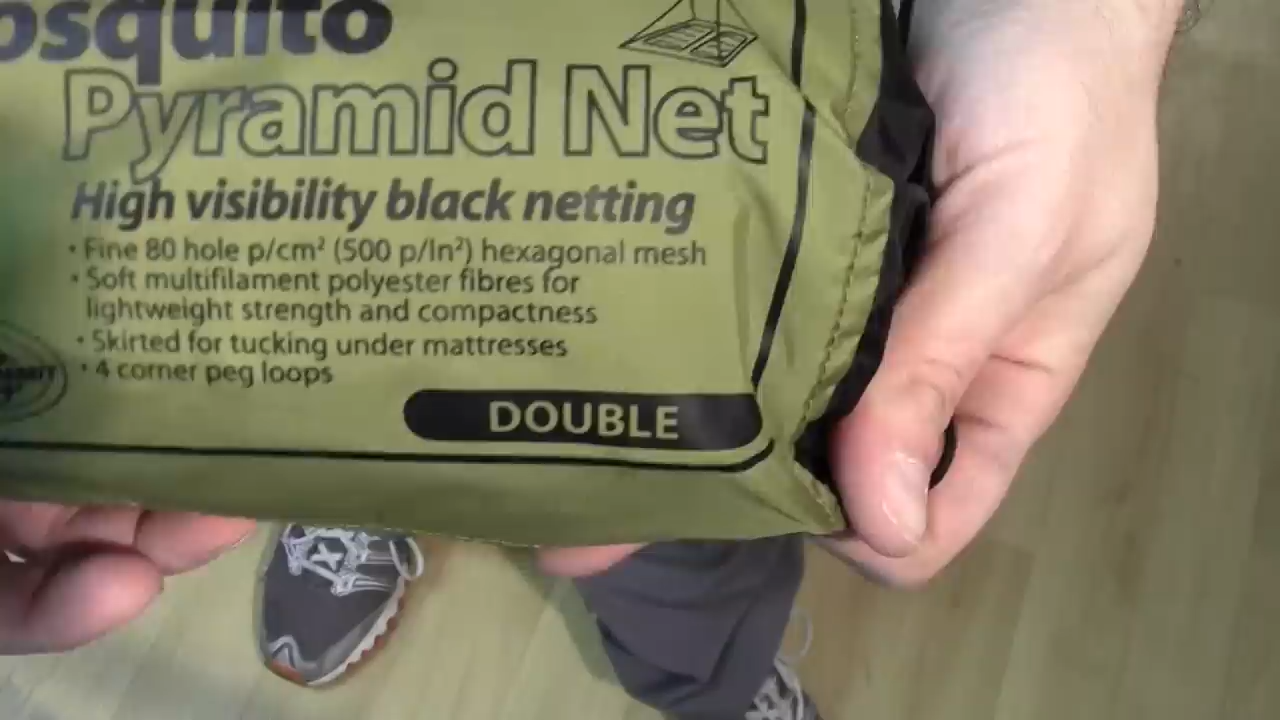 osquito
Pyramid Net
High visibility black netting
• Fine 80 hole p/cm² (500 p/In²) hexagonal mesh
• Soft multifilament polyester fibres for
lightweight strength and compactness
• Skirted for tucking under mattresses
• 4 corner peg loops
DOUBLE